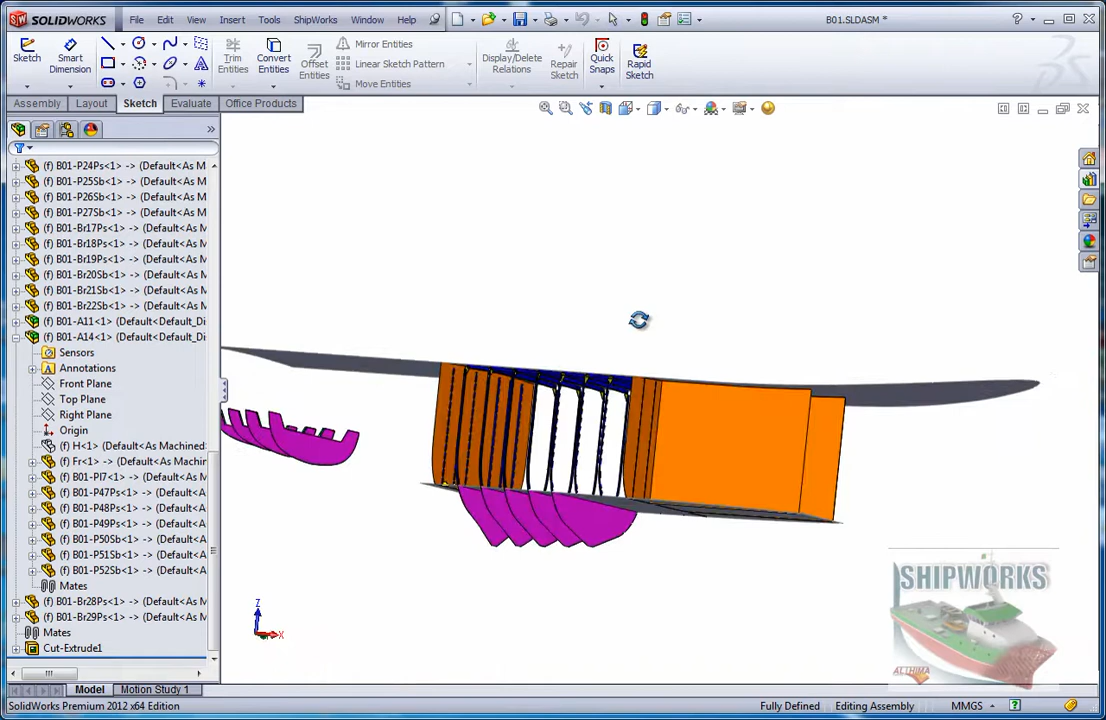 SOLIDWORKS File Edit View Insert Tools ShipWorks Window Help B01.SLDASM *
Sketch Smart Dimension Trim Entities Convert Entities Offset Entities Mirror Entities Linear Sketch Pattern Move Entities Display/Delete Relations Repair Sketch Quick Snaps Rapid Sketch
Assembly Layout Sketch Evaluate Office Products
(f) B01-P24Ps<1> -> (Default<As M
(f) B01-P25Sb<1> -> (Default<As M
(f) B01-P26Sb<1> -> (Default<As M
(f) B01-P27Sb<1> -> (Default<As M
(f) B01-Br17Ps<1> -> (Default<As M
(f) B01-Br18Ps<1> -> (Default<As M
(f) B01-Br19Ps<1> -> (Default<As M
(f) B01-Br20Sb<1> -> (Default<As M
(f) B01-Br21Sb<1> -> (Default<As M
(f) B01-Br22Sb<1> -> (Default<As M
(f) B01-A11<1> (Default<Default_Di
(f) B01-A14<1> (Default<Default_Di
Sensors
Annotations
Front Plane
Top Plane
Right Plane
Origin
(f) H<1> (Default<As Machined
(f) Fr<1> -> (Default<As Machin
(f) B01-Pl7<1> -> (Default<As M
(f) B01-P47Ps<1> -> (Default<As
(f) B01-P48Ps<1> -> (Default<As
(f) B01-P49Ps<1> -> (Default<As
(f) B01-P50Sb<1> -> (Default<As
(f) B01-P51Sb<1> -> (Default<As
(f) B01-P52Sb<1> -> (Default<As
Mates
(f) B01-Br28Ps<1> -> (Default<As M
(f) B01-Br29Ps<1> -> (Default<As M
Mates
Cut-Extrude1
Z
X
SHIPWORKS
ALTHIMA
Model Motion Study 1
SolidWorks Premium 2012 x64 Edition Fully Defined Editing Assembly MMGS